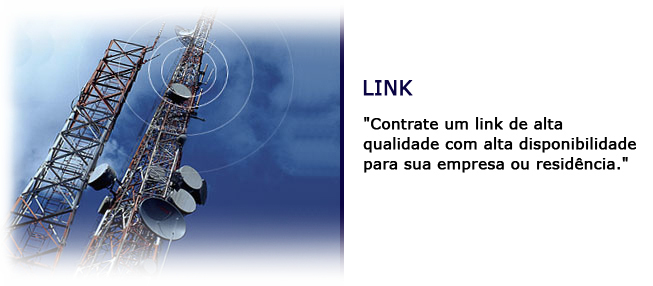 LINK
"Contrate um link de alta
qualidade com alta disponibilidade
para sua empresa ou residência."